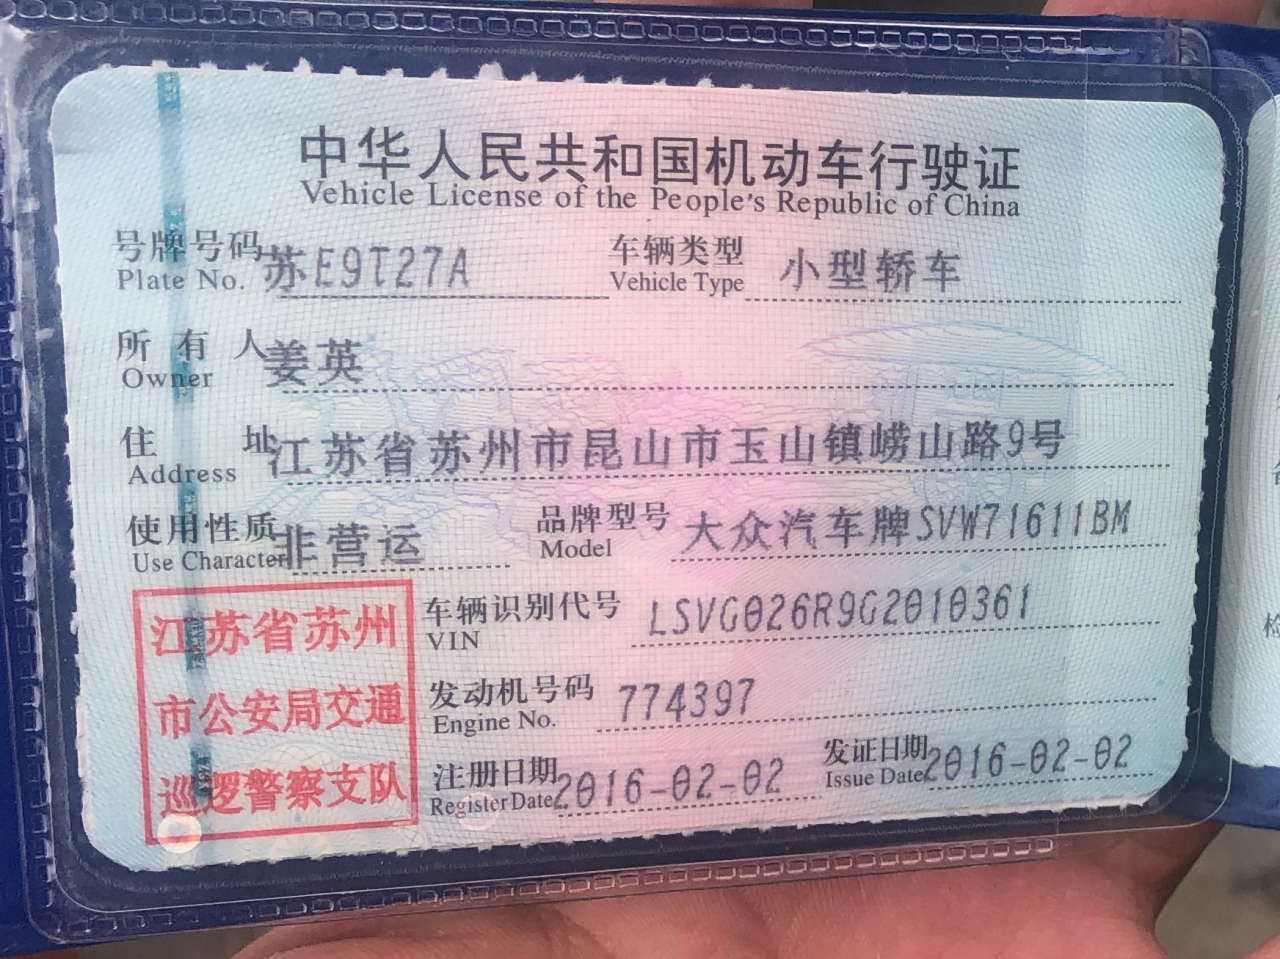 中华人民共和国机动车行驶证
Vehicle License of the People's Republic of China
号牌号码 苏E9T27A 车辆类型 小型轿车
Plate No. Vehicle Type
所有人 姜英
Owner
住址 江苏省苏州市昆山市玉山镇崂山路9号
Address
使用性质 非营运 品牌型号 大众汽车牌SVW71611BM
Use Character Model
江苏省苏州
市公安局交通
巡逻警察支队
车辆识别代号 LSVG026R9G2010361
VIN
发动机号码 774397
Engine No.
注册日期 2016-02-02 发证日期 2016-02-02
Register Date Issue Date